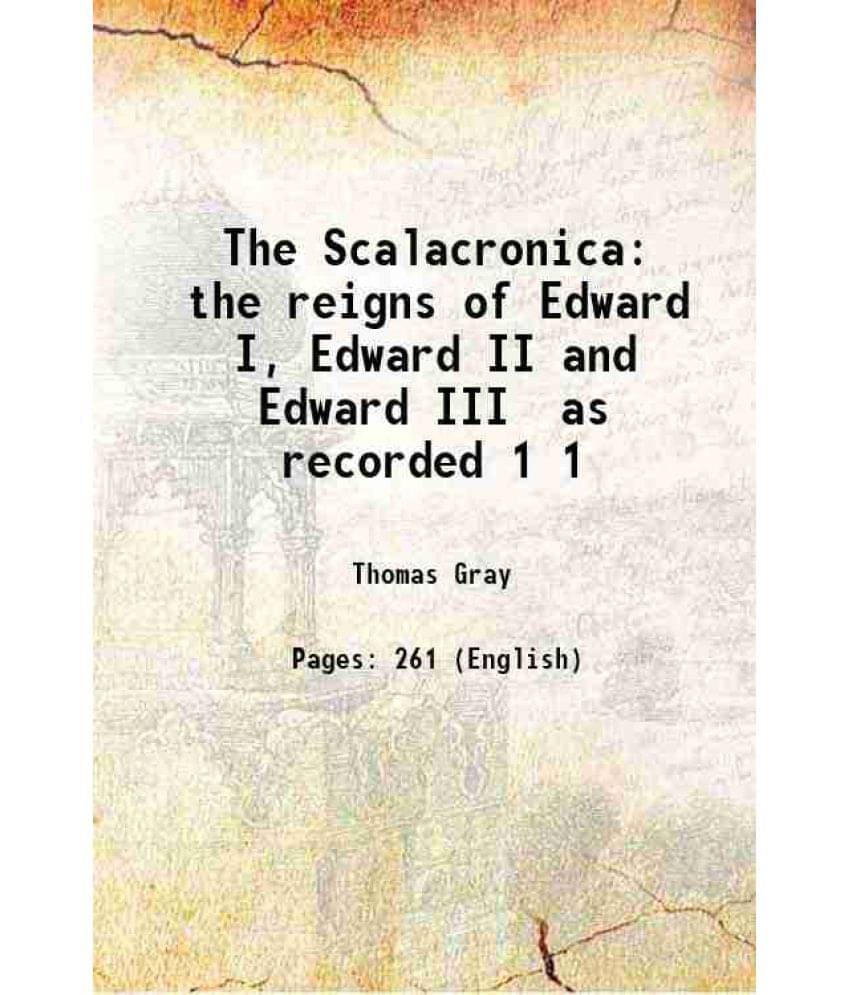 The Scalacronica:
the reigns of Edward
I, Edward II and
Edward III  as
recorded 1 1
Thomas Gray
Pages: 261 (English)